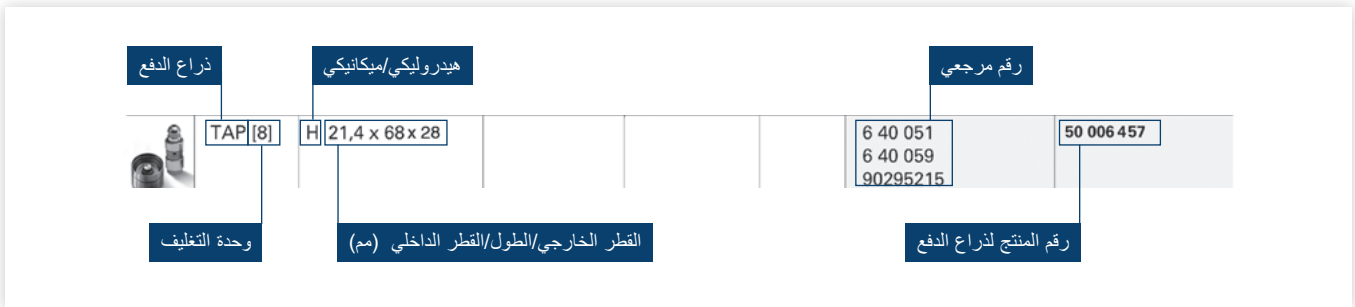 رقم مرجعي
هيدروليكي/ميكانيكي
ذراع الدفع
TAP [8] H 21,4 x 68 x 28 6 40 051 50 006 457
6 40 059
90295215
رقم المنتج لذراع الدفع
القطر الخارجي/الطول/القطر الداخلي (مم)
وحدة التغليف